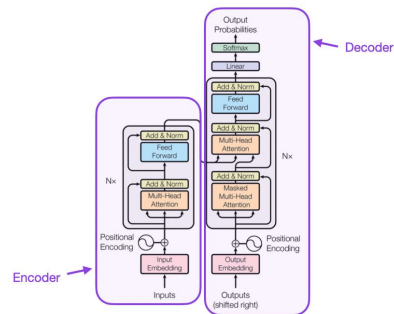 Output
Probabilities
Softmax
Linear
Add & Norm
Feed
Forward
Add & Norm
Multi-Head
Attention
Add & Norm
Masked
Multi-Head
Attention
Nx
Positional
Encoding
Output
Embedding
Outputs
(shifted right)
Decoder
Add & Norm
Feed
Forward
Add & Norm
Multi-Head
Attention
Nx
Positional
Encoding
Input
Embedding
Inputs
Encoder